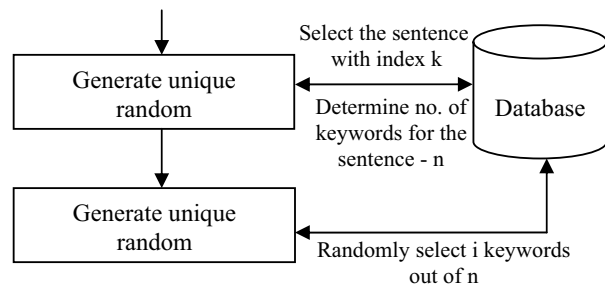 Select the sentence
with index k
Generate unique
random
Determine no. of
keywords for the
sentence - n
Database
Generate unique
random
Randomly select i keywords
out of n